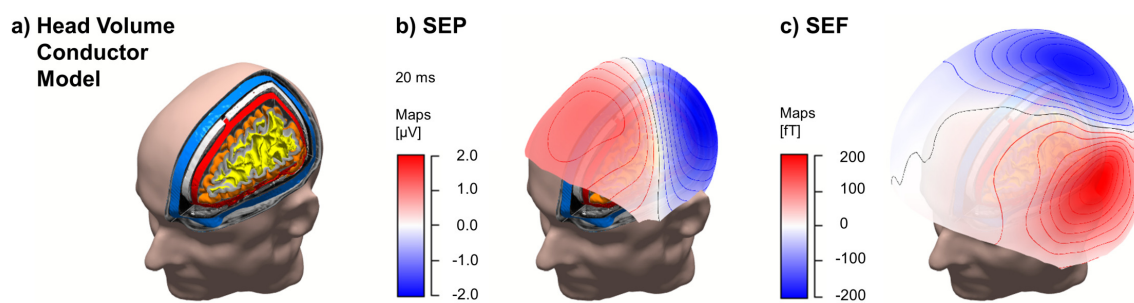 a) Head Volume
Conductor
Model
b) SEP
20 ms
Maps
[µV]
2.0
1.0
0.0
-1.0
-2.0
c) SEF
Maps
[fT]
200
100
0
-100
-200